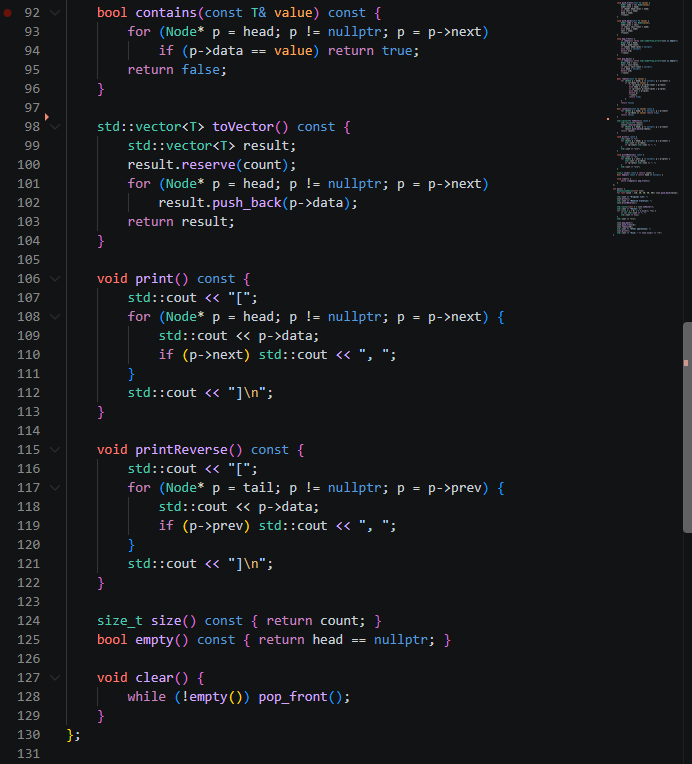 92 bool contains(const T& value) const {
93 for (Node* p = head; p != nullptr; p = p->next)
94 if (p->data == value) return true;
95 return false;
96 }
97
98 std::vector<T> toVector() const {
99 std::vector<T> result;
100 result.reserve(count);
101 for (Node* p = head; p != nullptr; p = p->next)
102 result.push_back(p->data);
103 return result;
104 }
105
106 void print() const {
107 std::cout << "[";
108 for (Node* p = head; p != nullptr; p = p->next) {
109 std::cout << p->data;
110 if (p->next) std::cout << ", ";
111 }
112 std::cout << "]\n";
113 }
114
115 void printReverse() const {
116 std::cout << "[";
117 for (Node* p = tail; p != nullptr; p = p->prev) {
118 std::cout << p->data;
119 if (p->prev) std::cout << ", ";
120 }
121 std::cout << "]\n";
122 }
123
124 size_t size() const { return count; }
125 bool empty() const { return head == nullptr; }
126
127 void clear() {
128 while (!empty()) pop_front();
129 }
130 };
131